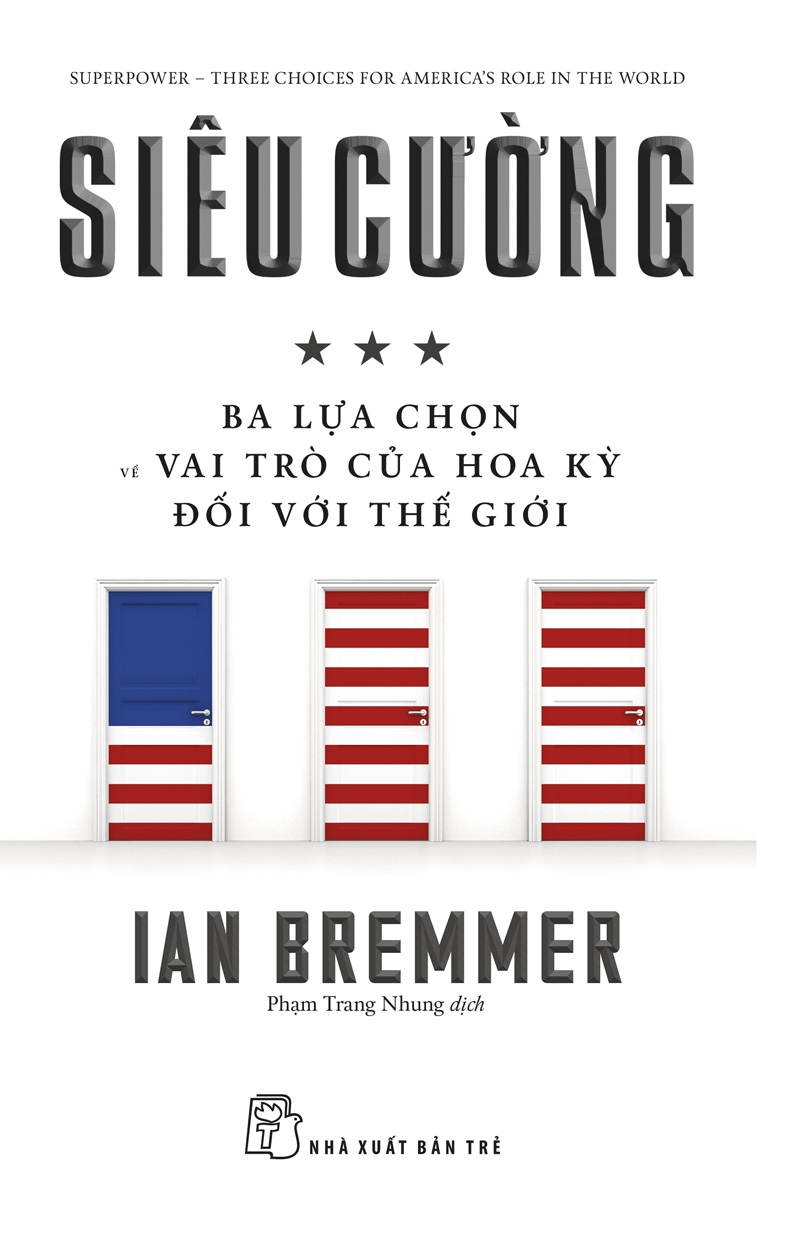 SUPERPOWER – THREE CHOICES FOR AMERICA'S ROLE IN THE WORLD
SIÊU CƯỜNG
BA LỰA CHỌN
VỀ VAI TRÒ CỦA HOA KỲ
ĐỐI VỚI THẾ GIỚI
IAN BREMMER
Phạm Trang Nhung dịch
T
NHÀ XUẤT BẢN TRẺ